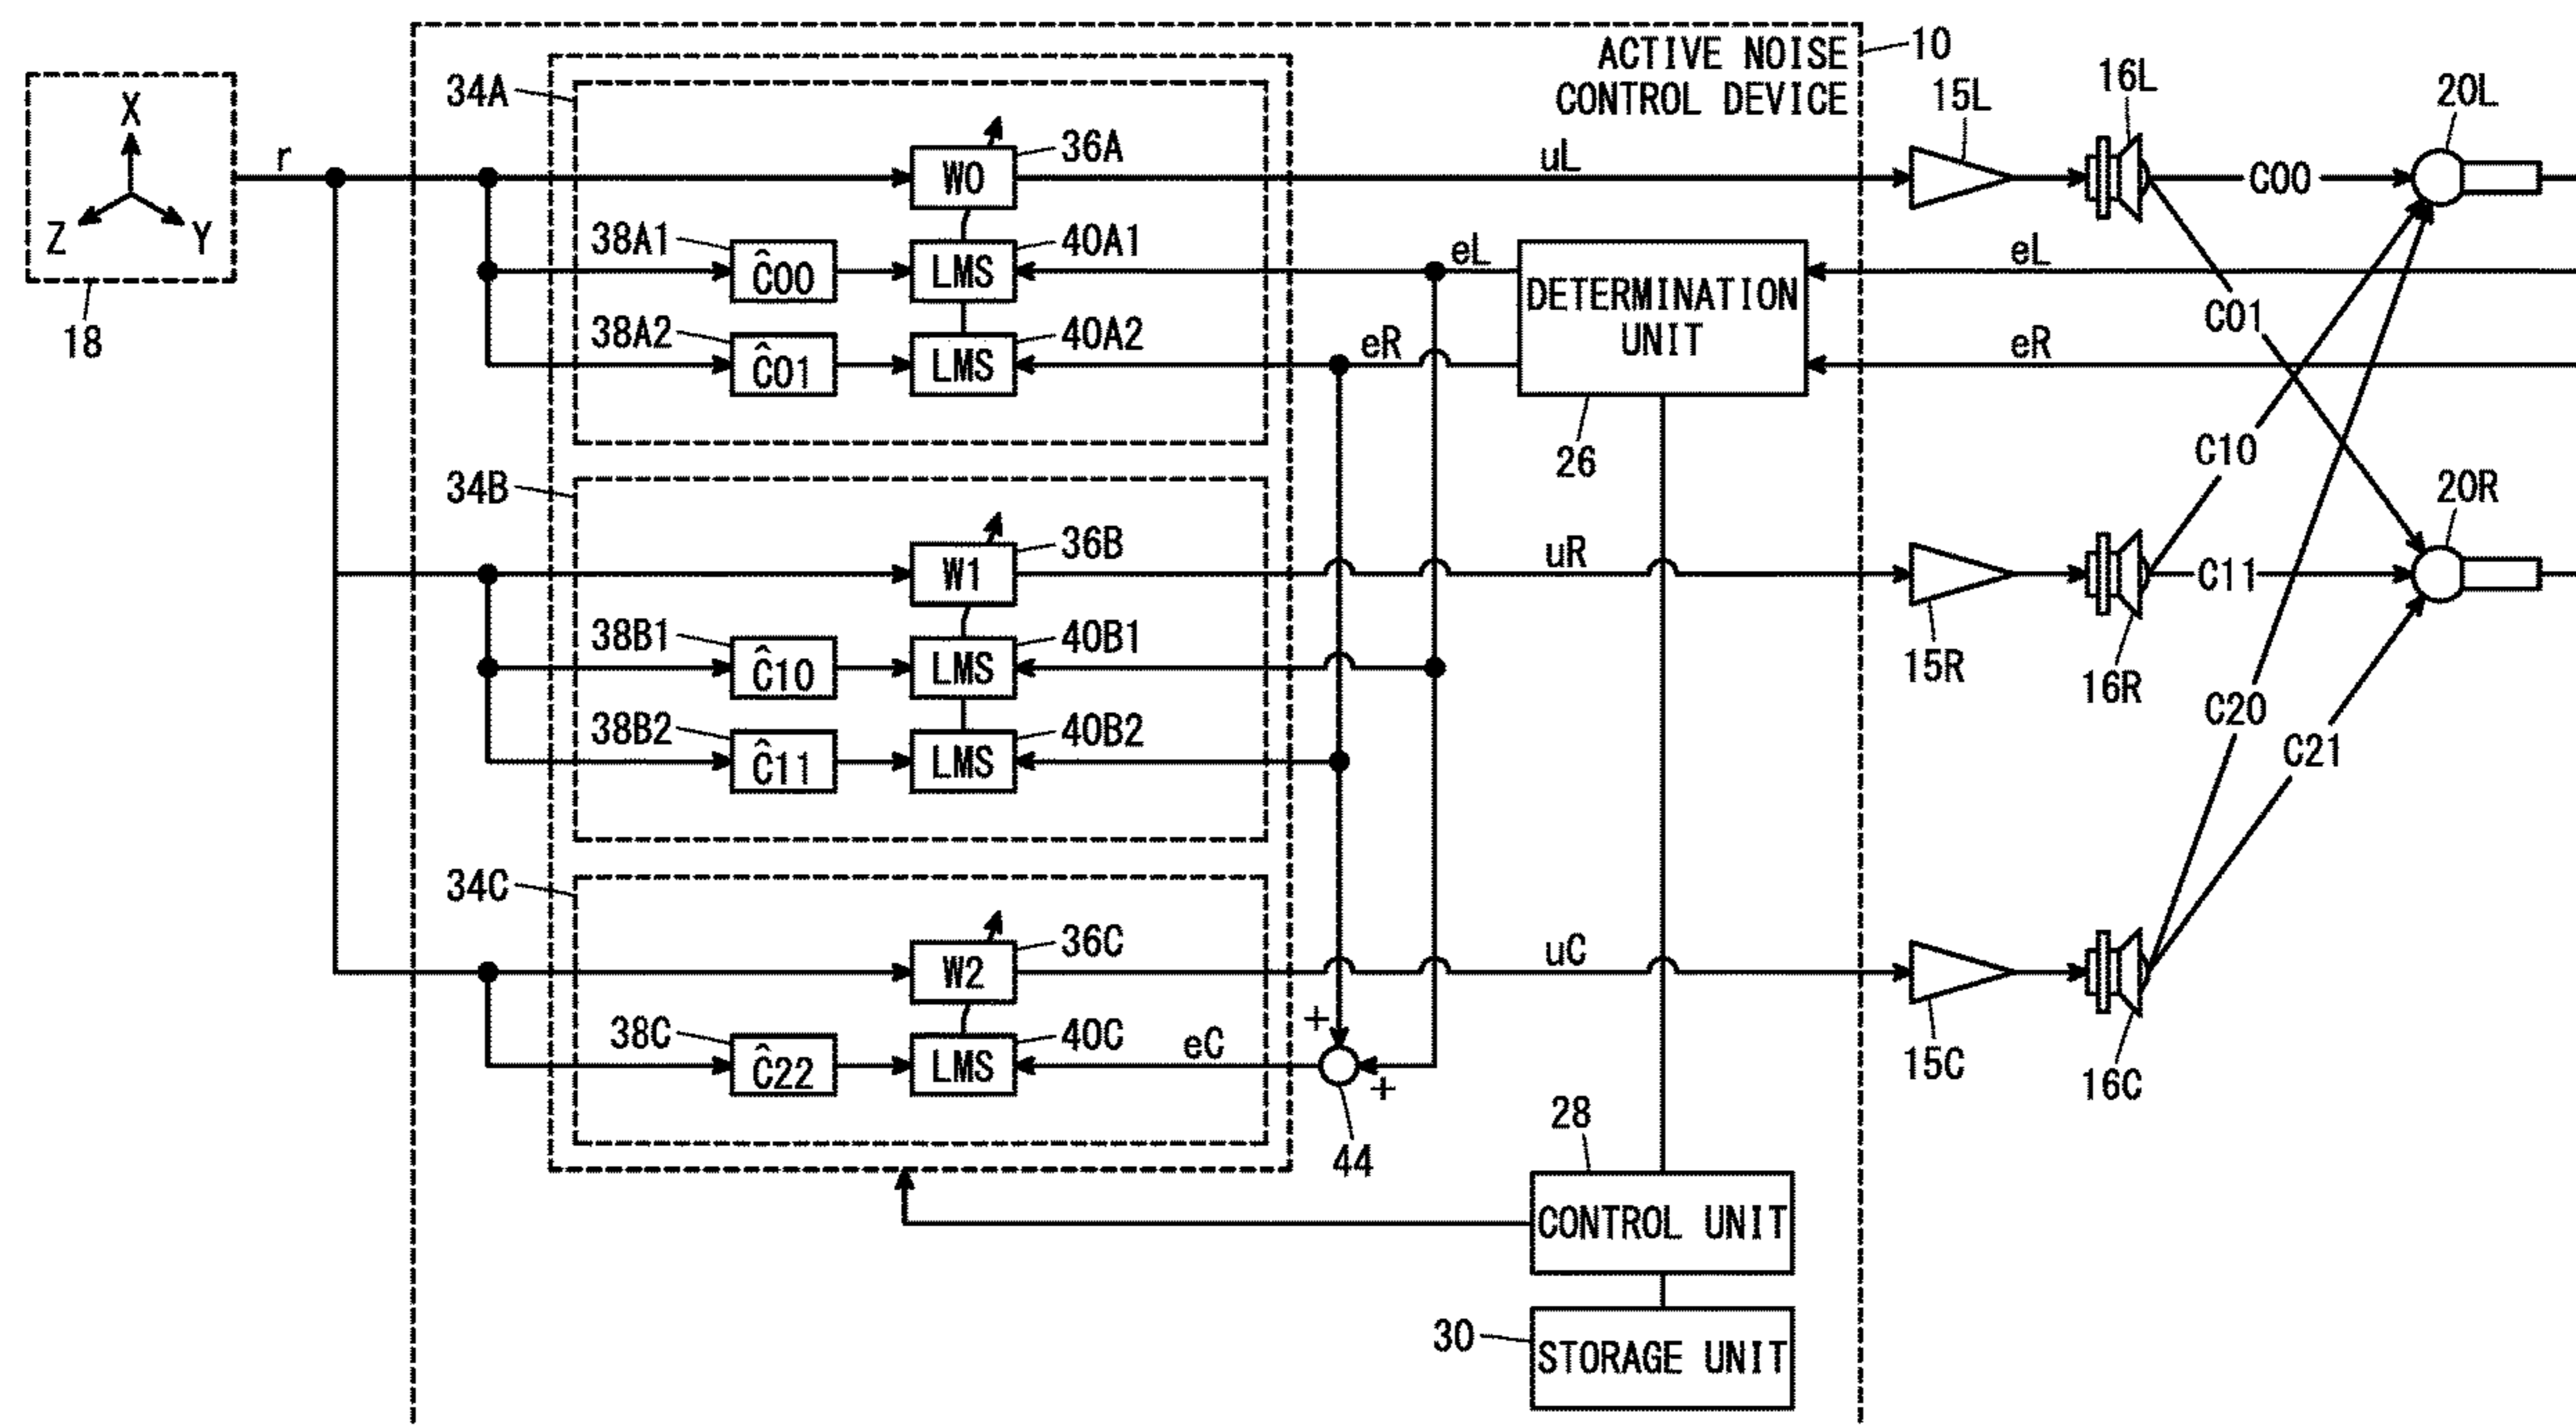 ACTIVE NOISE
CONTROL DEVICE
10
X
Z
Y
18
r
34A
W0
36A
uL
15L
16L
C00
20L
38A1
Ĉ00
LMS
40A1
eL
eL
38A2
Ĉ01
LMS
40A2
eR
DETERMINATION
UNIT
26
eR
C01
C10
34B
W1
36B
uR
15R
16R
C11
20R
38B1
Ĉ10
LMS
40B1
38B2
Ĉ11
LMS
40B2
C20
C21
34C
W2
36C
uC
15C
16C
38C
Ĉ22
LMS
40C
eC
+
+
44
28
CONTROL UNIT
30
STORAGE UNIT